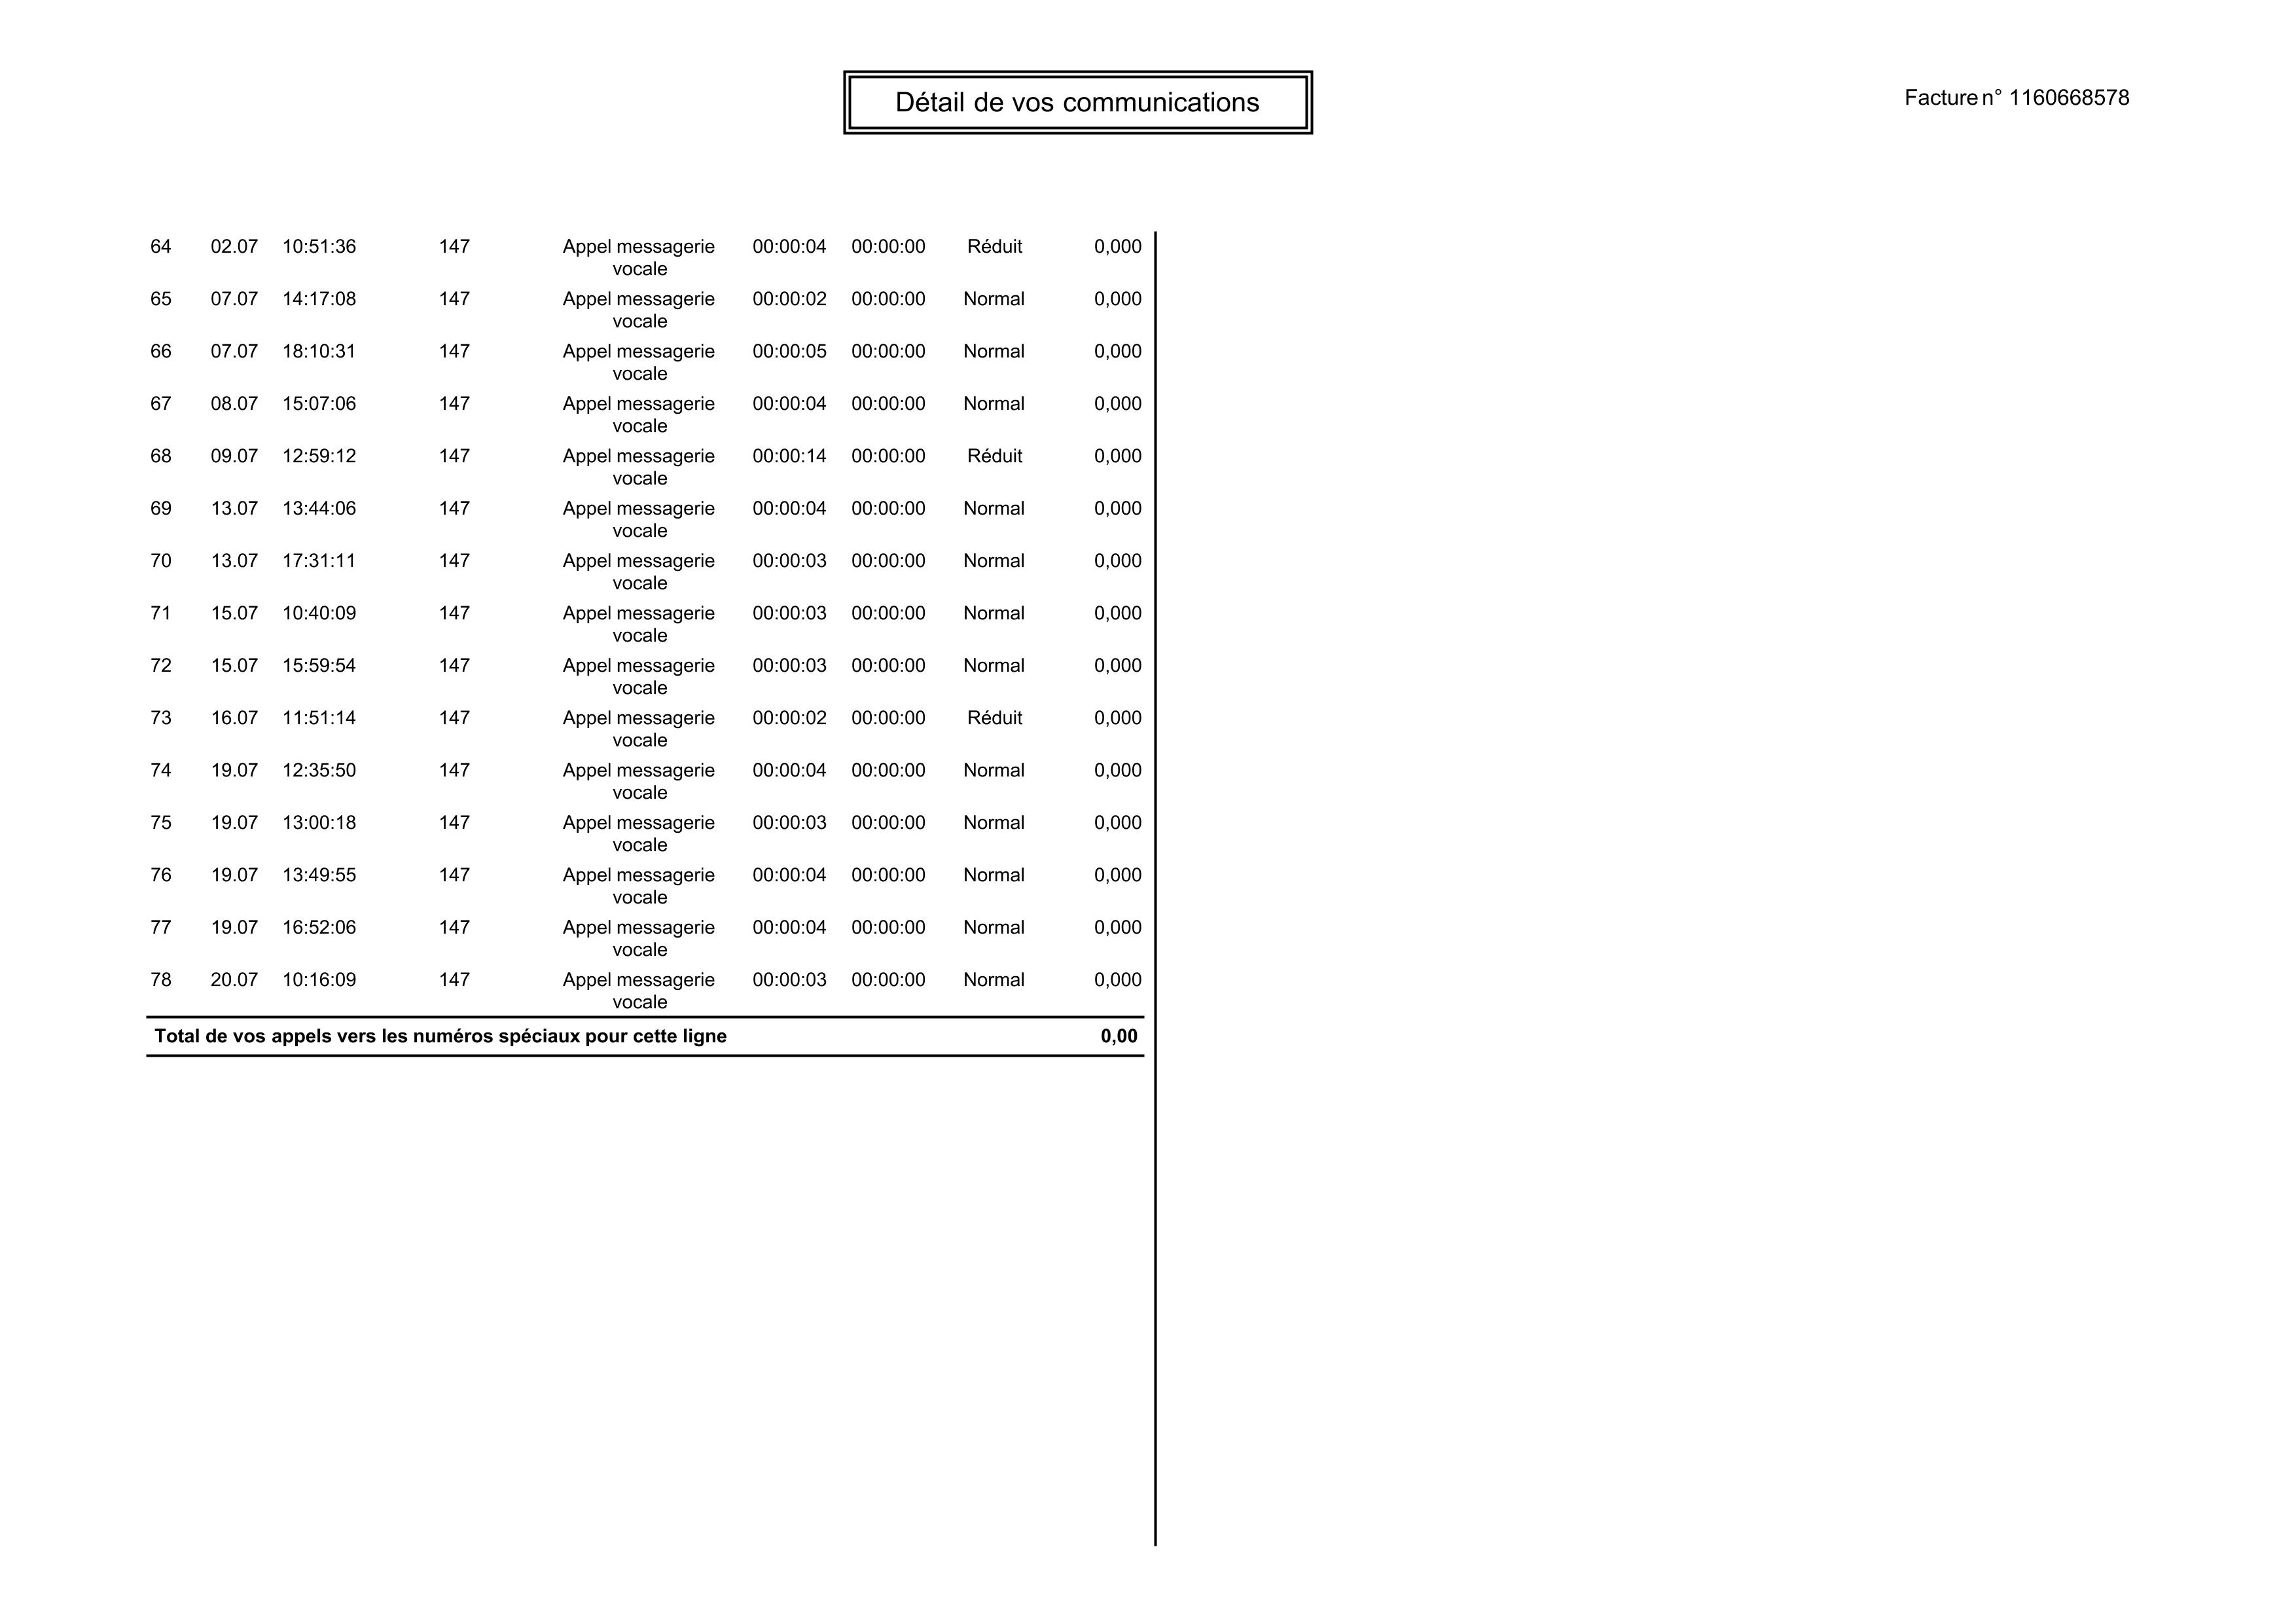 Détail de vos communications
Facture n° 1160668578
64 02.07 10:51:36 147 Appel messagerie 00:00:04 00:00:00 Réduit 0,000
vocale
65 07.07 14:17:08 147 Appel messagerie 00:00:02 00:00:00 Normal 0,000
vocale
66 07.07 18:10:31 147 Appel messagerie 00:00:05 00:00:00 Normal 0,000
vocale
67 08.07 15:07:06 147 Appel messagerie 00:00:04 00:00:00 Normal 0,000
vocale
68 09.07 12:59:12 147 Appel messagerie 00:00:14 00:00:00 Réduit 0,000
vocale
69 13.07 13:44:06 147 Appel messagerie 00:00:04 00:00:00 Normal 0,000
vocale
70 13.07 17:31:11 147 Appel messagerie 00:00:03 00:00:00 Normal 0,000
vocale
71 15.07 10:40:09 147 Appel messagerie 00:00:03 00:00:00 Normal 0,000
vocale
72 15.07 15:59:54 147 Appel messagerie 00:00:03 00:00:00 Normal 0,000
vocale
73 16.07 11:51:14 147 Appel messagerie 00:00:02 00:00:00 Réduit 0,000
vocale
74 19.07 12:35:50 147 Appel messagerie 00:00:04 00:00:00 Normal 0,000
vocale
75 19.07 13:00:18 147 Appel messagerie 00:00:03 00:00:00 Normal 0,000
vocale
76 19.07 13:49:55 147 Appel messagerie 00:00:04 00:00:00 Normal 0,000
vocale
77 19.07 16:52:06 147 Appel messagerie 00:00:04 00:00:00 Normal 0,000
vocale
78 20.07 10:16:09 147 Appel messagerie 00:00:03 00:00:00 Normal 0,000
vocale
Total de vos appels vers les numéros spéciaux pour cette ligne 0,00